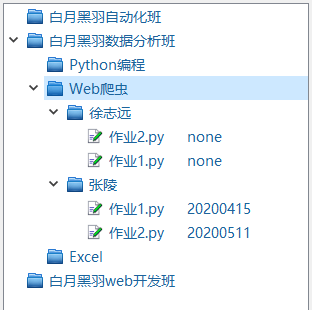 白月黑羽自动化班
白月黑羽数据分析班
Python编程
Web爬虫
徐志远
作业2.py none
作业1.py none
张陵
作业1.py 20200415
作业2.py 20200511
Excel
白月黑羽web开发班